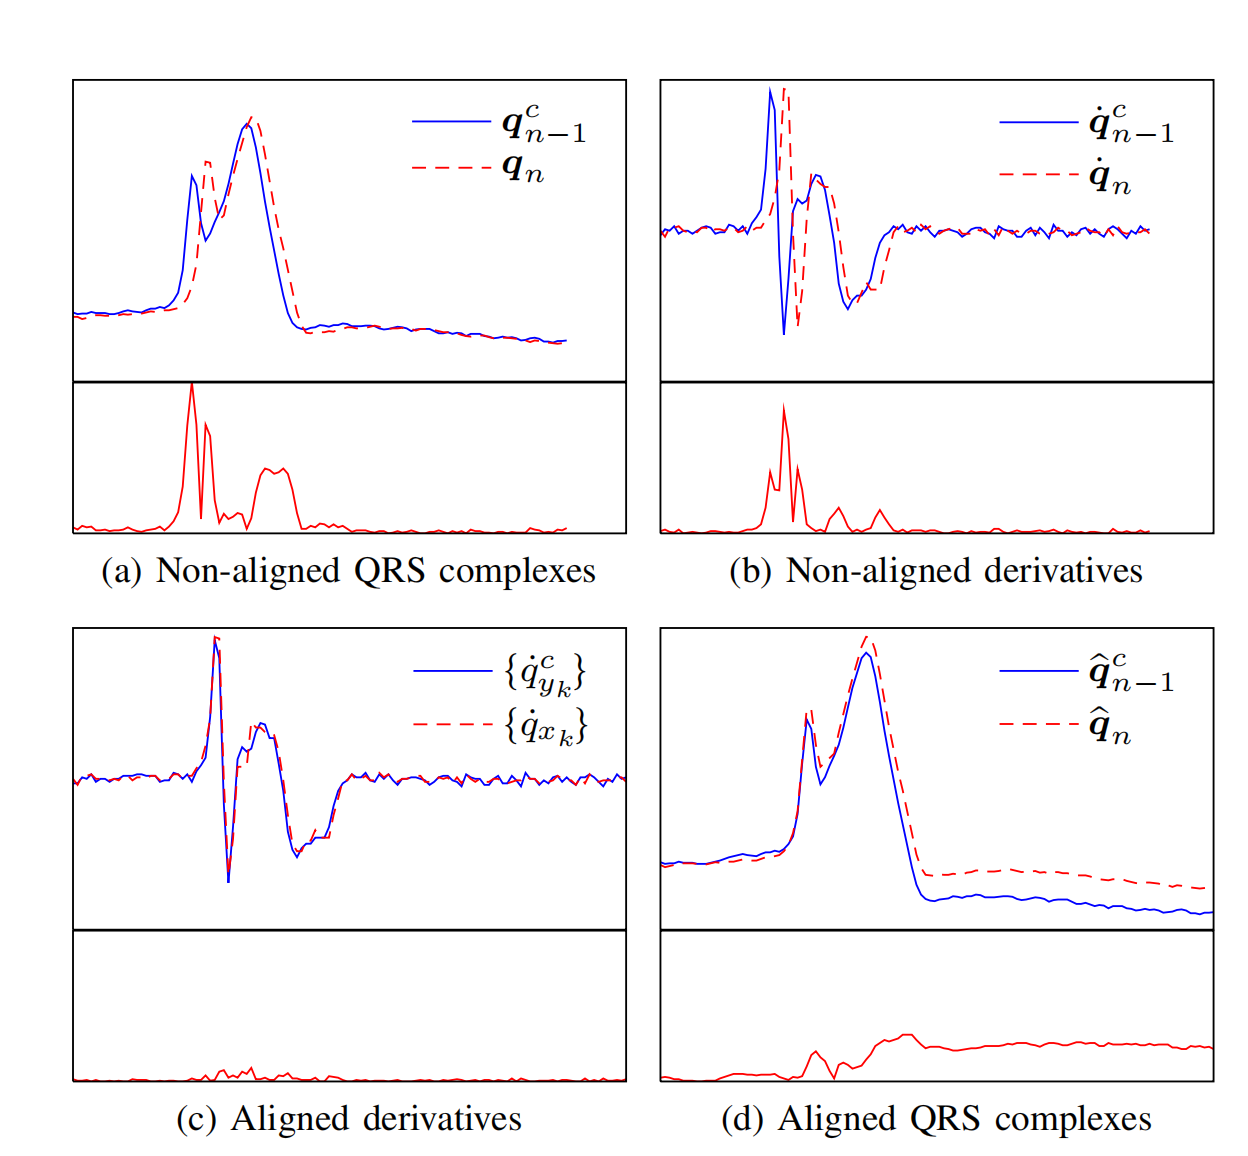 q^c_{n−1}
q_n
q̇^c_{n−1}
q̇_n
(a) Non-aligned QRS complexes
(b) Non-aligned derivatives
{q̇^c_{y_k}}
{q̇_{x_k}}
q̂^c_{n−1}
q̂_n
(c) Aligned derivatives
(d) Aligned QRS complexes